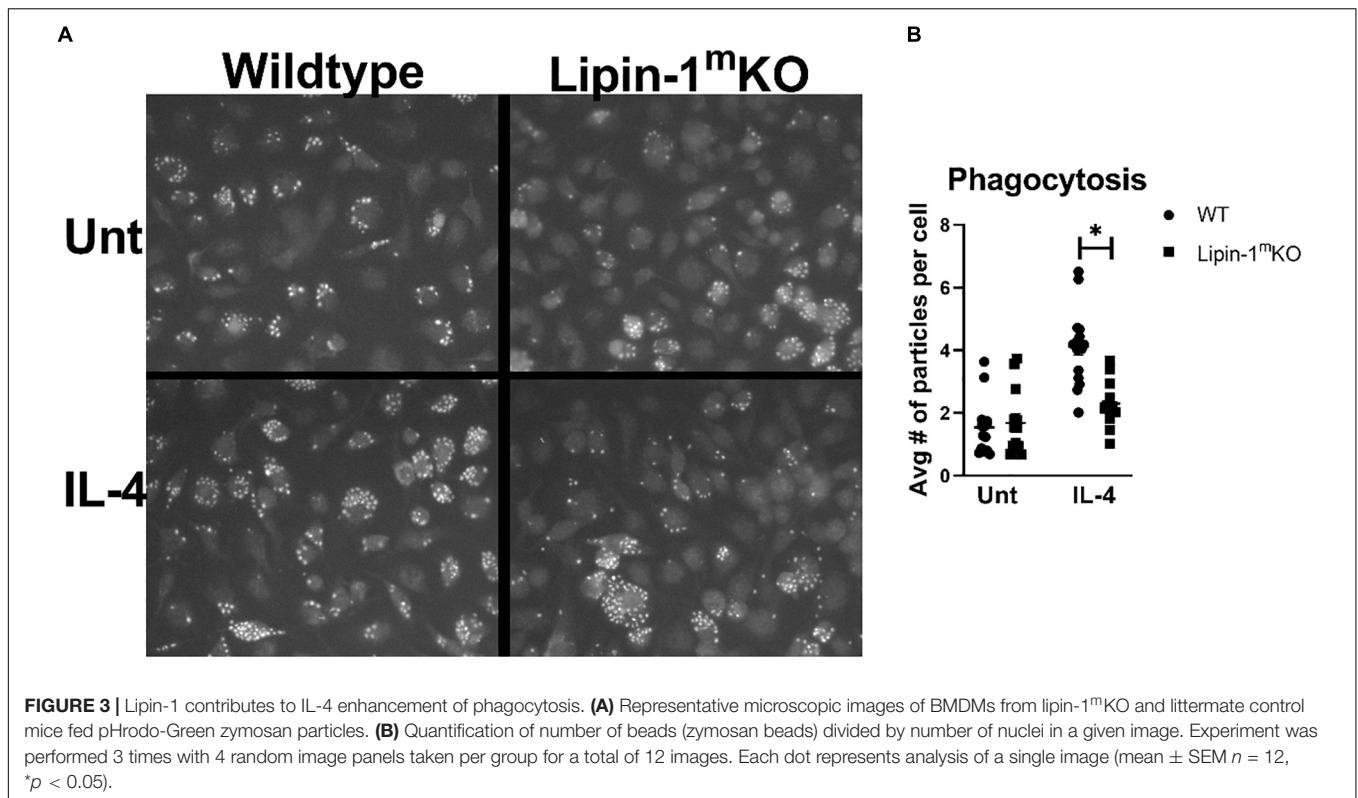 A
B
Wildtype
Lipin-1ᵐKO
Unt
IL-4
Phagocytosis
WT
Lipin-1ᵐKO
*
Avg # of particles per cell
8
6
4
2
0
Unt
IL-4
FIGURE 3 | Lipin-1 contributes to IL-4 enhancement of phagocytosis. (A) Representative microscopic images of BMDMs from lipin-1ᵐKO and littermate control
mice fed pHrodo-Green zymosan particles. (B) Quantification of number of beads (zymosan beads) divided by number of nuclei in a given image. Experiment was
performed 3 times with 4 random image panels taken per group for a total of 12 images. Each dot represents analysis of a single image (mean ± SEM n = 12,
*p < 0.05).